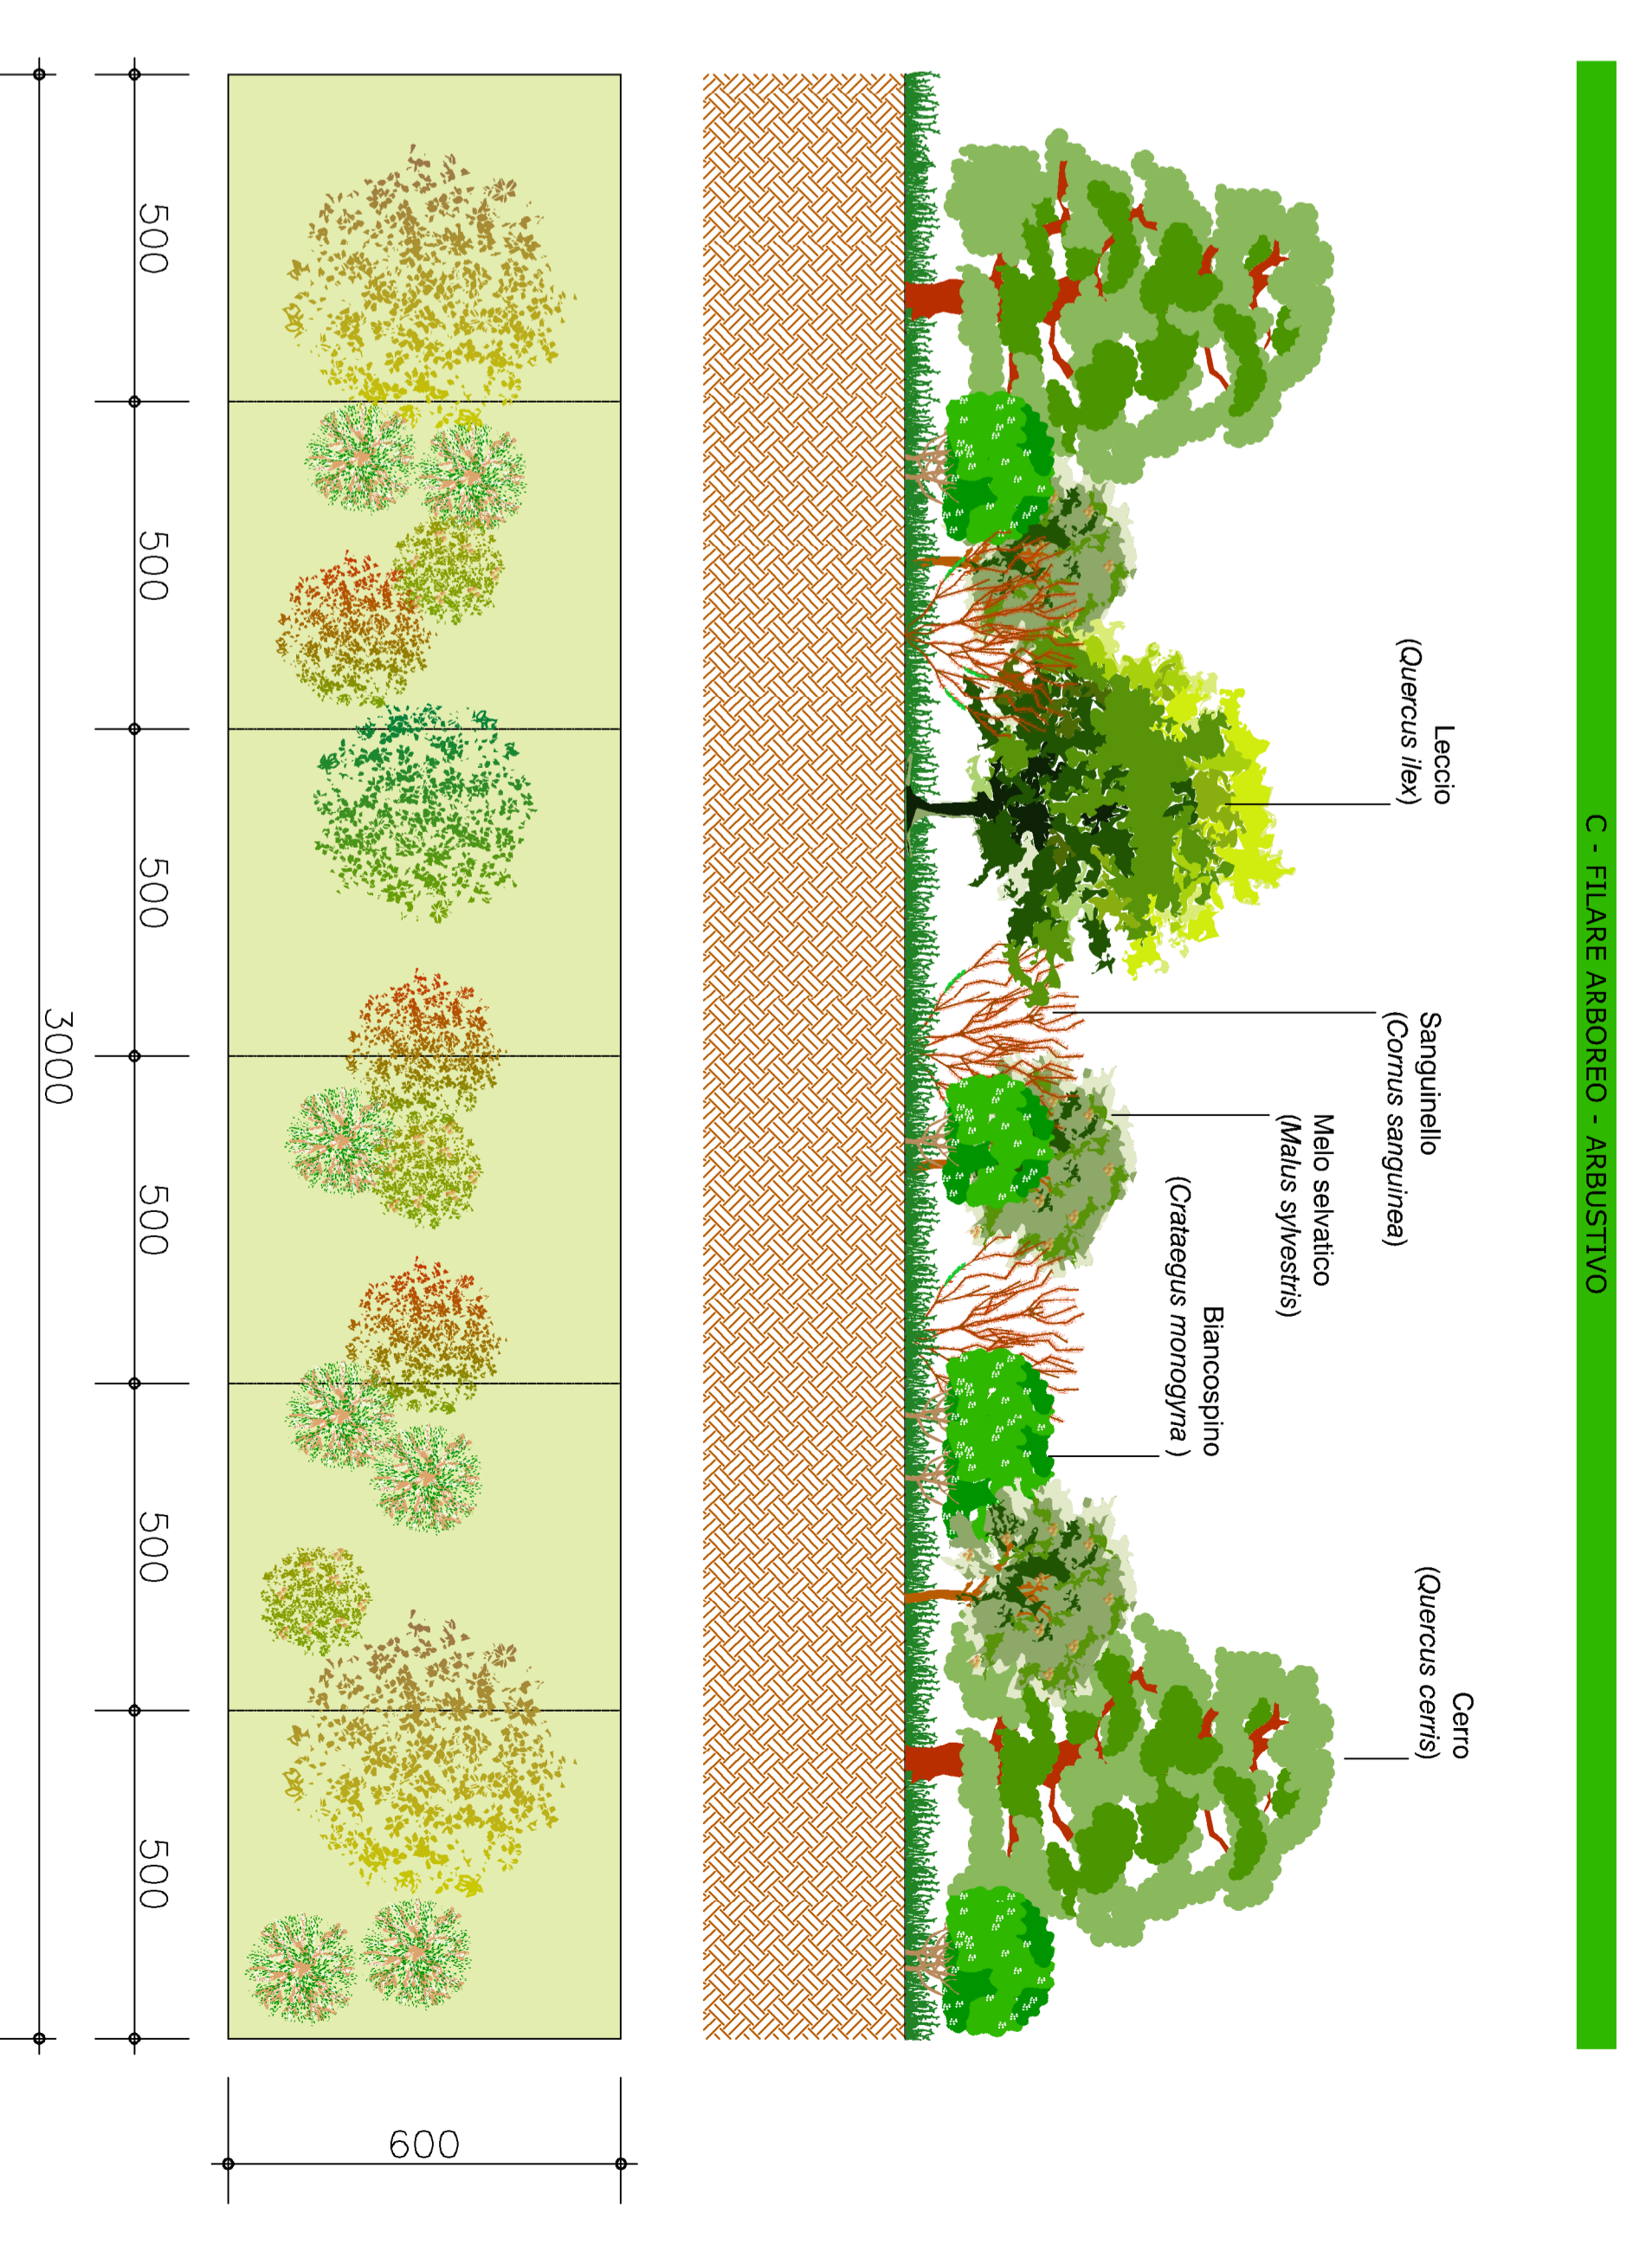 C - FILARE ARBOREO - ARBUSTIVO
Leccio
(Quercus ilex)
Sanguinello
(Cornus sanguinea)
Melo selvatico
(Malus sylvestris)
Biancospino
(Crataegus monogyna )
Cerro
(Quercus cerris)
500
500
500
500
500
500
3000
600